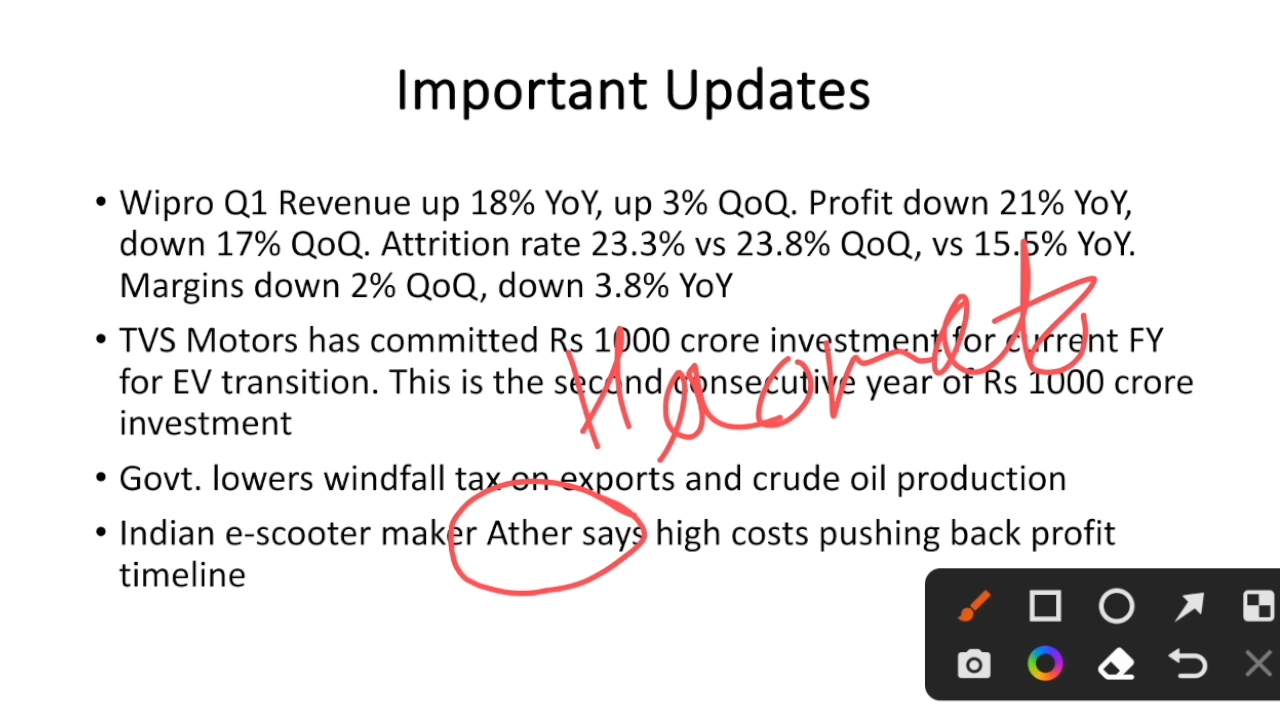 Important Updates
• Wipro Q1 Revenue up 18% YoY, up 3% QoQ. Profit down 21% YoY,
down 17% QoQ. Attrition rate 23.3% vs 23.8% QoQ, vs 15.5% YoY.
Margins down 2% QoQ, down 3.8% YoY
• TVS Motors has committed Rs 1000 crore investment for current FY
for EV transition. This is the second consecutive year of Rs 1000 crore
investment
• Govt. lowers windfall tax on exports and crude oil production
• Indian e-scooter maker Ather says high costs pushing back profit
timeline